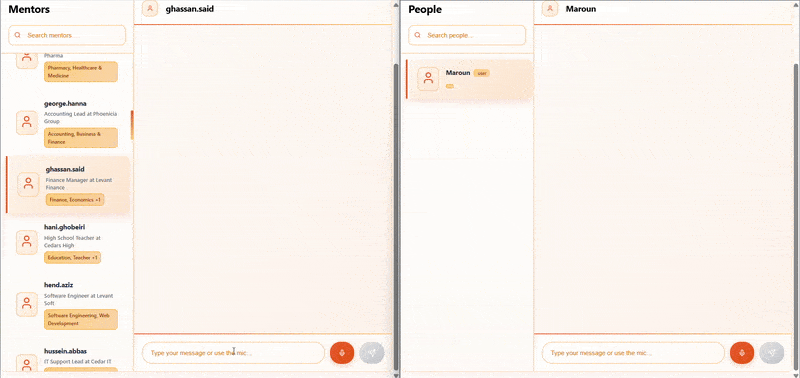 Mentors
Search mentors...
Pharma
Pharmacy, Healthcare &
Medicine
george.hanna
Accounting Lead at Phoenicia
Group
Accounting, Business &
Finance
ghassan.said
Finance Manager at Levant
Finance
Finance, Economics +1
hani.ghobeiri
High School Teacher at
Cedars High
Education, Teacher +1
hend.aziz
Software Engineer at Levant
Soft
Software Engineering, Web
Development
hussein.abbas
IT Support Lead at Cedar IT
ghassan.said
Type your message or use the mic...
People
Search people ..
Maroun user
Maroun
Type your message or use the mic...